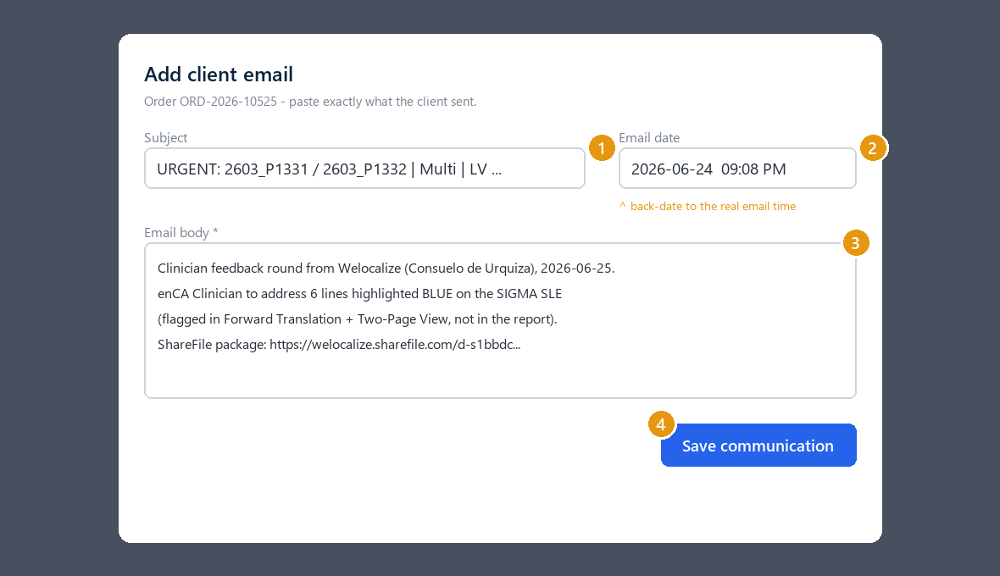 Add client email
Order ORD-2026-10525 - paste exactly what the client sent.
Subject
1
Email date
2
URGENT: 2603_P1331 / 2603_P1332 | Multi | LV ...
2026-06-24 09:08 PM
^ back-date to the real email time
Email body *
3
Clinician feedback round from Welocalize (Consuelo de Urquiza), 2026-06-25.
enCA Clinician to address 6 lines highlighted BLUE on the SIGMA SLE
(flagged in Forward Translation + Two-Page View, not in the report).
ShareFile package: https://welocalize.sharefile.com/d-s1bbdc...
4
Save communication